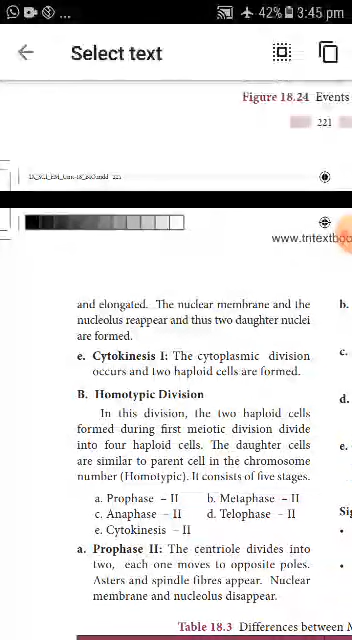 42% 3:45 pm
Select text
Figure 18.24 Events
221
www.tntextboo
and elongated. The nuclear membrane and the
nucleolus reappear and thus two daughter nuclei
are formed.
e. Cytokinesis I: The cytoplasmic division
occurs and two haploid cells are formed.
B. Homotypic Division
In this division, the two haploid cells
formed during first meiotic division divide
into four haploid cells. The daughter cells
are similar to parent cell in the chromosome
number (Homotypic). It consists of five stages.
a. Prophase – II b. Metaphase – II
c. Anaphase – II d. Telophase – II
e. Cytokinesis – II
a. Prophase II: The centriole divides into
two, each one moves to opposite poles.
Asters and spindle fibres appear. Nuclear
membrane and nucleolus disappear.
b.
c.
d.
e.
Sig
Table 18.3 Differences between M